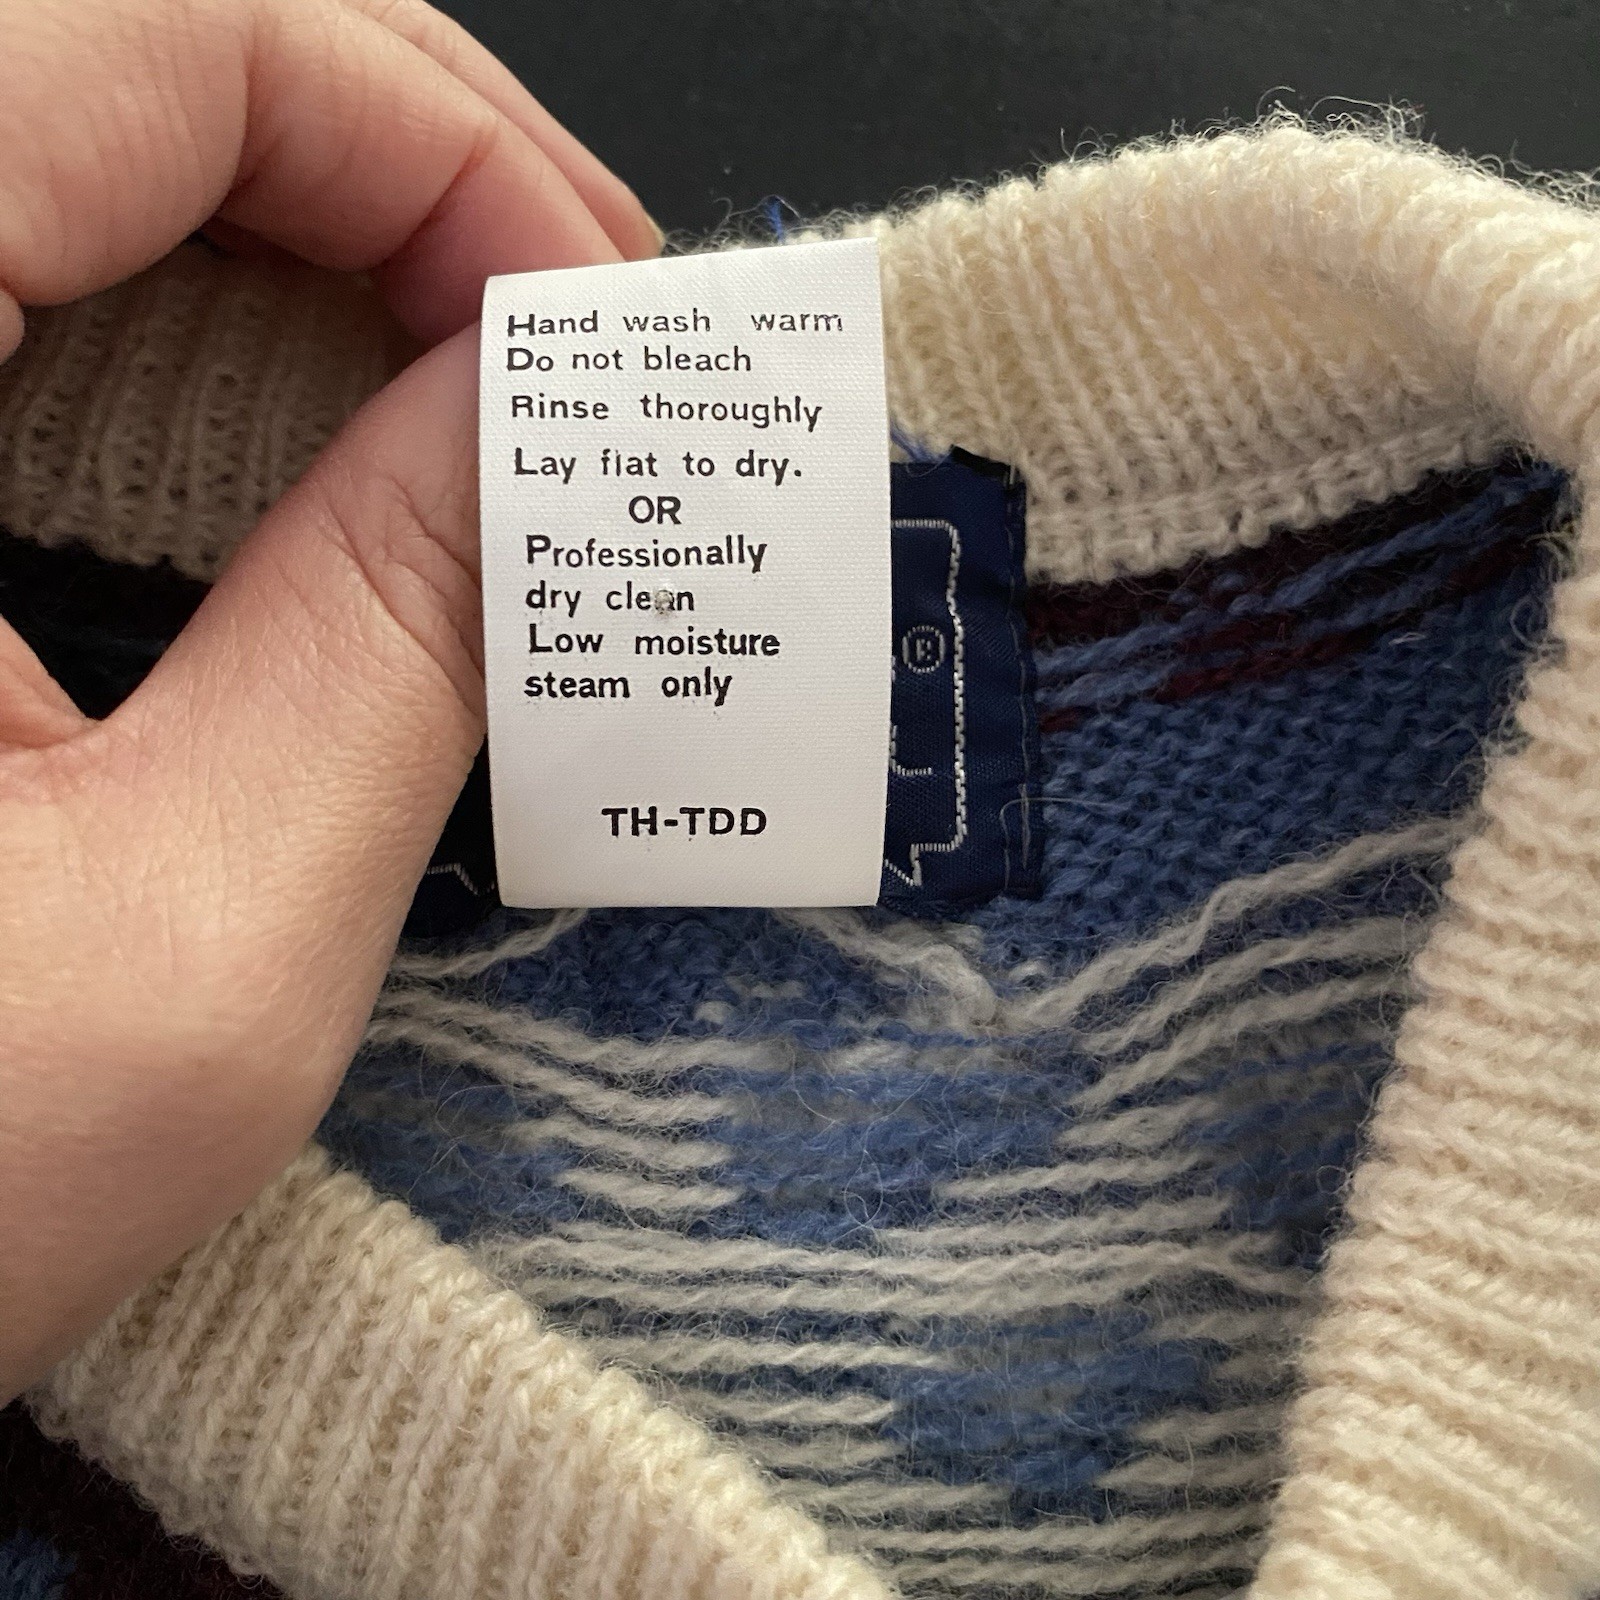 Hand wash warm
Do not bleach
Rinse thoroughly
Lay flat to dry.
OR
Professionally
dry clean
Low moisture
steam only
TH-TDD
®